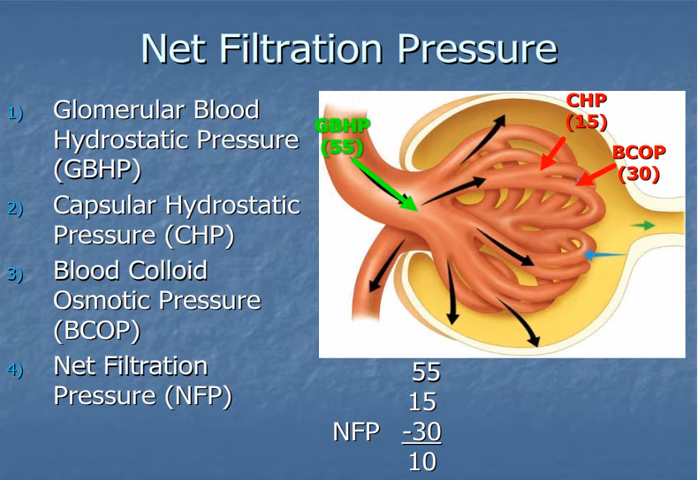 Net Filtration Pressure
1) Glomerular Blood
Hydrostatic Pressure
(GBHP)
2) Capsular Hydrostatic
Pressure (CHP)
3) Blood Colloid
Osmotic Pressure
(BCOP)
4) Net Filtration
Pressure (NFP)
GBHP
(55)
CHP
(15)
BCOP
(30)
55
15
NFP -30
10